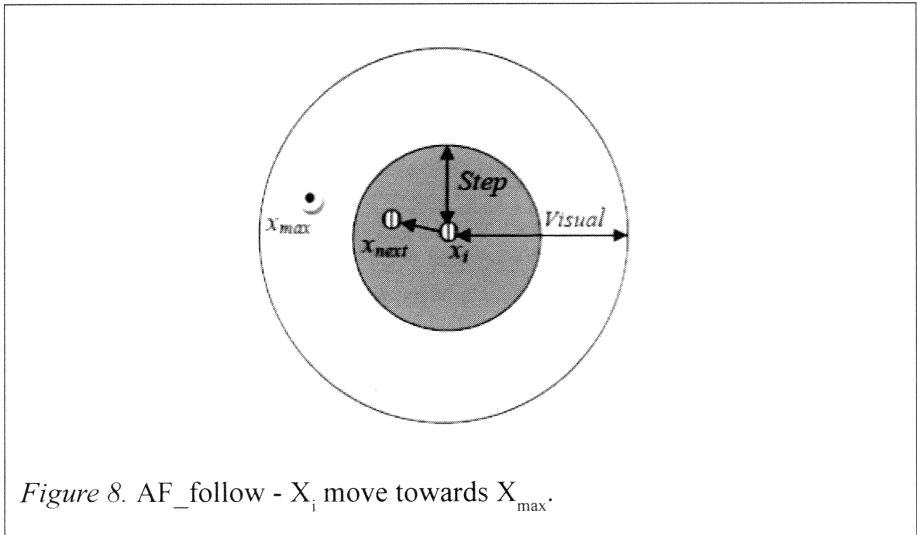 Step
Visual
x_max
x_next
x_i
Figure 8. AF_follow - X_i move towards X_max.